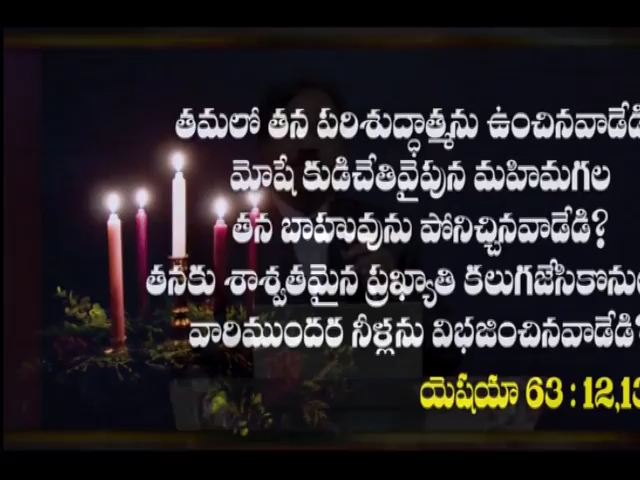 తమలో తన పరిశుద్ధాత్మను ఉంచినవాడేడి
మోషే కుడిచేతివైపున మహిమగల
తన బాహువును పోనిచ్చినవాడేడి?
తనకు శాశ్వతమైన ప్రఖ్యాతి కలుగజేసికొను
వారిముందర నీళ్లను విభజించినవాడేడి?
యెషయా 63 : 12,13